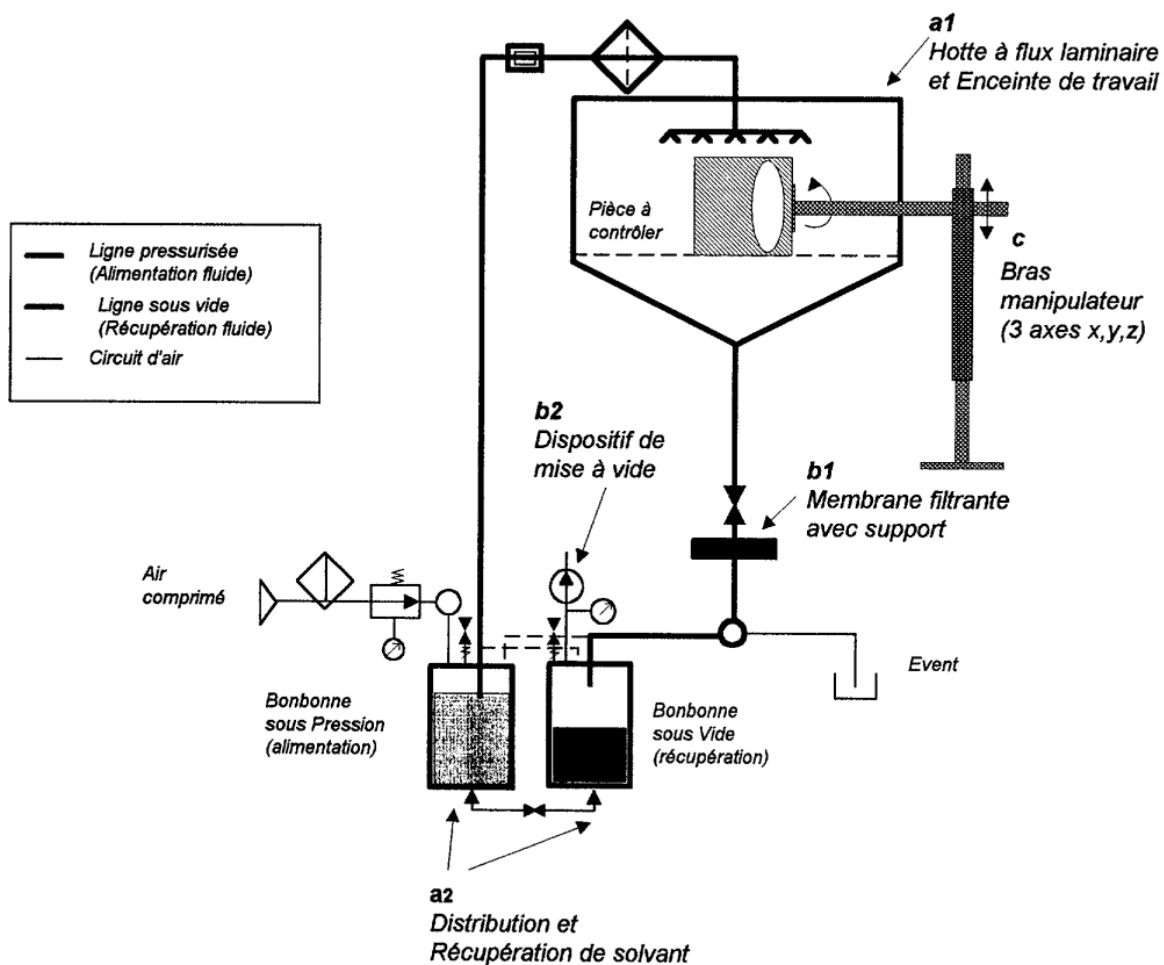 a1
Hotte à flux laminaire
et Enceinte de travail
Pièce à
contrôler
c
Bras
manipulateur
(3 axes x,y,z)
Ligne pressurisée
(Alimentation fluide)
Ligne sous vide
(Récupération fluide)
Circuit d'air
b2
Dispositif de
mise à vide
b1
Membrane filtrante
avec support
Air
comprimé
Event
Bonbonne
sous Pression
(alimentation)
Bonbonne
sous Vide
(récupération)
a2
Distribution et
Récupération de solvant